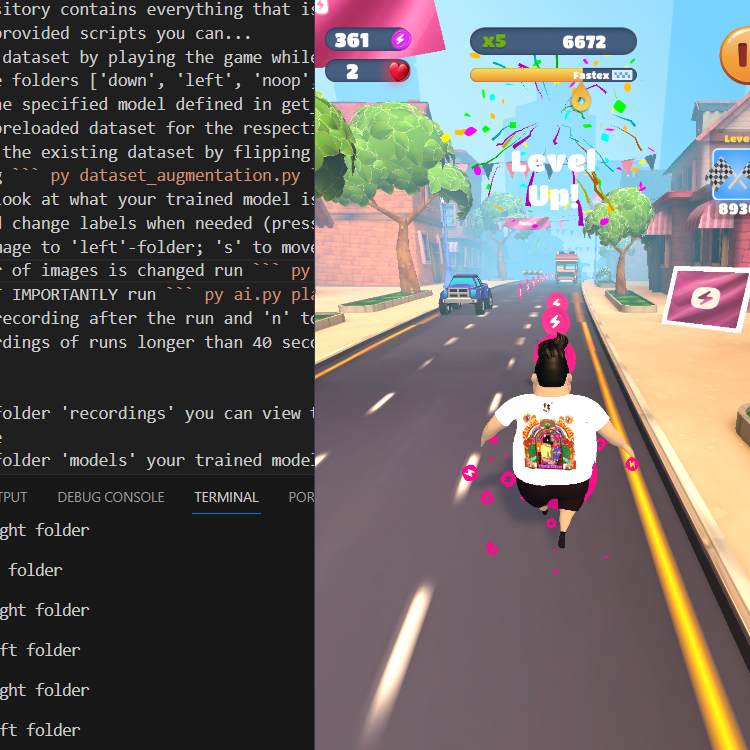 sitory contains everything that is
provided scripts you can...
dataset by playing the game while
e folders ['down', 'left', 'noop'
he specified model defined in get
preloaded dataset for the respecti
the existing dataset by flipping
g ``` py dataset_augmentation.py `
look at what your trained model is
d change labels when needed (press
mage to 'left'-folder; 's' to move
r of images is changed run ``` py
T IMPORTANTLY run ``` py ai.py pla
recording after the run and 'n' to
rdings of runs longer than 40 seco
folder 'recordings' you can view t
e
folder 'models' your trained model
TPUT DEBUG CONSOLE TERMINAL POR
ght folder
folder
ght folder
ft folder
ght folder
ft folder
361
2
x5 6672
Fastex
Level
Up!
Level
8930